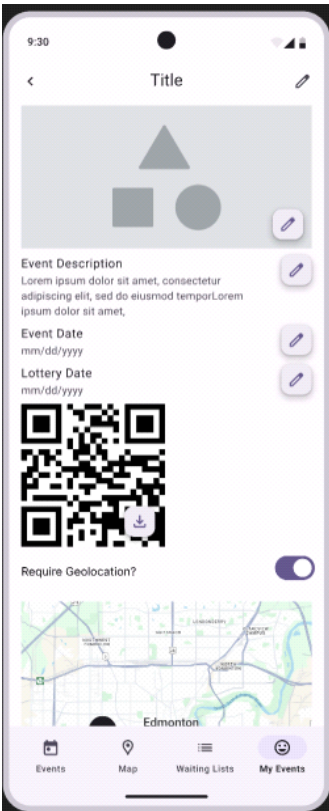 9:30
Title
Event Description
Lorem ipsum dolor sit amet, consectetur
adipiscing elit, sed do eiusmod temporLorem
ipsum dolor sit amet,
Event Date
mm/dd/yyyy
Lottery Date
mm/dd/yyyy
Require Geolocation?
Edmonton
Events
Map
Waiting Lists
My Events